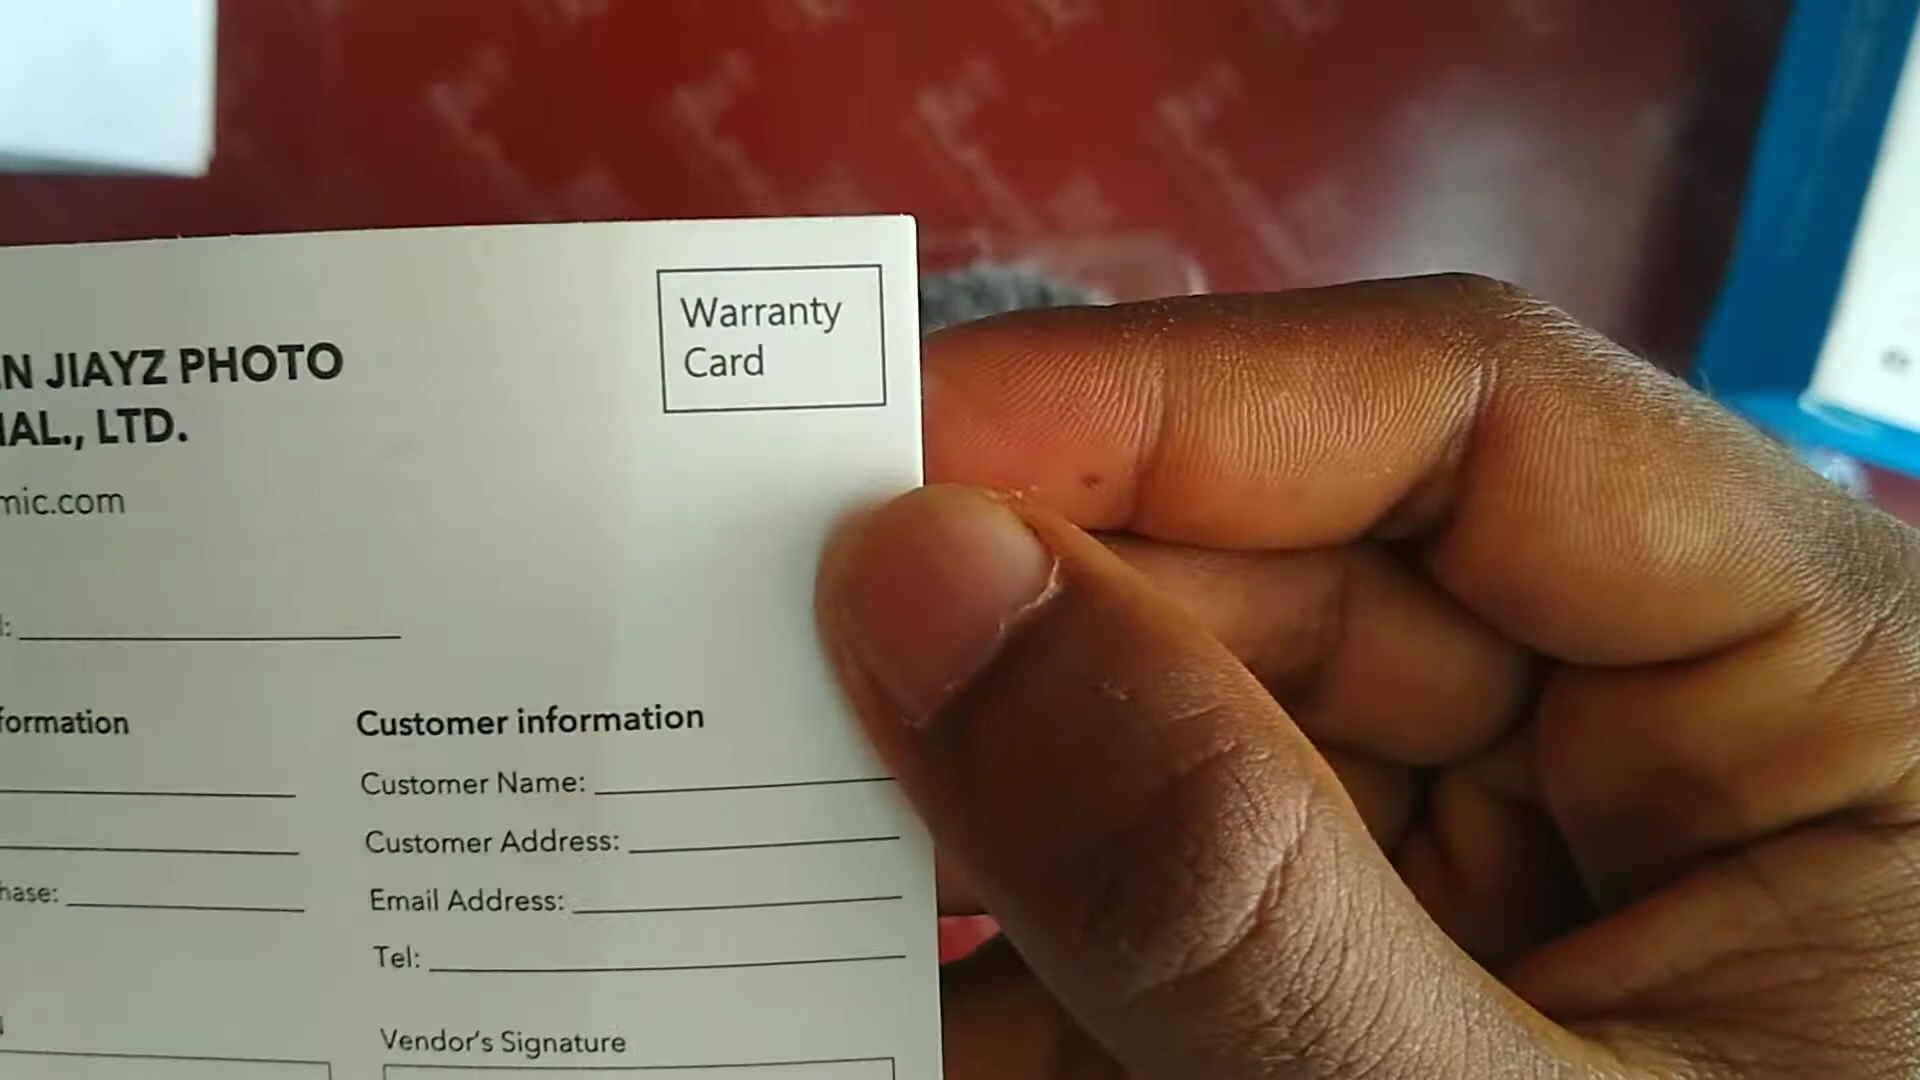 Warranty
Card
N JIAYZ PHOTO
IAL., LTD.
mic.com
:
formation
Customer information
Customer Name:
Customer Address:
hase:
Email Address:
Tel:
Vendor's Signature